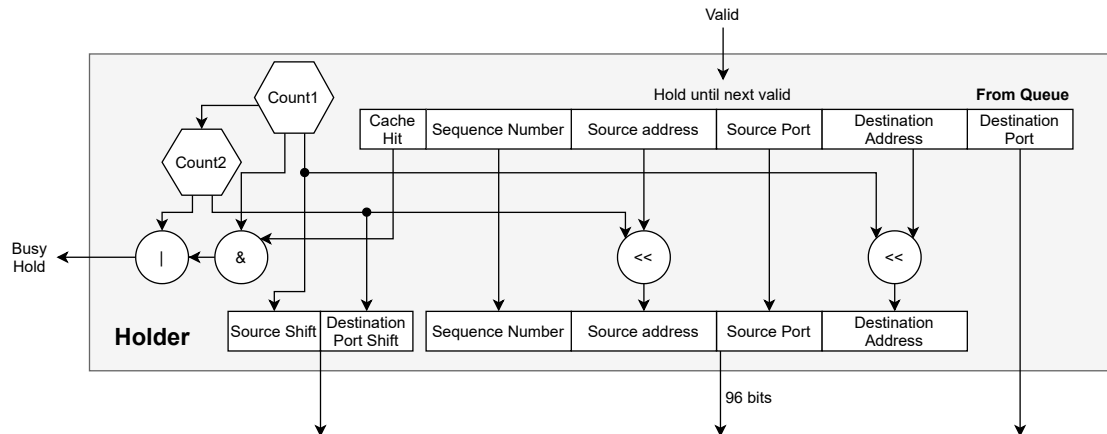 Valid
Count1
Hold until next valid
From Queue
Cache
Hit
Sequence Number
Source address
Source Port
Destination
Address
Destination
Port
Count2
Busy
Hold
|
&
<<
<<
Holder
Source Shift
Destination
Port Shift
Sequence Number
Source address
Source Port
Destination
Address
96 bits